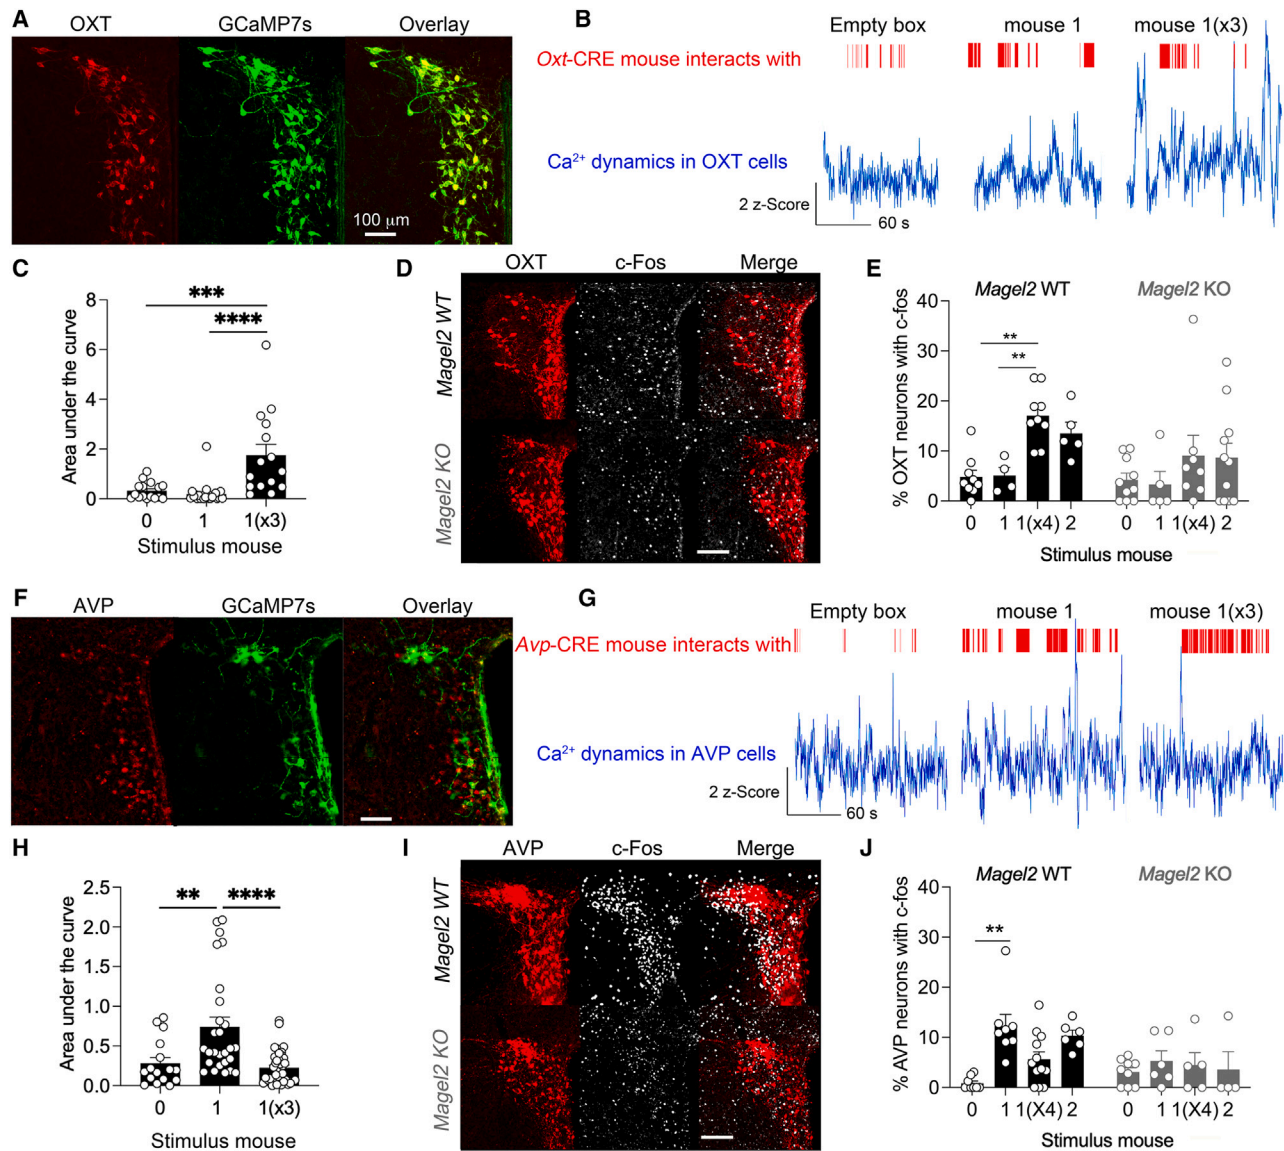 A
OXT GCaMP7s Overlay
100 μm
B
Empty box mouse 1 mouse 1(x3)
Oxt-CRE mouse interacts with
Ca2+ dynamics in OXT cells
2 z-Score
60 s
C
***
****
8
6
4
2
0
Area under the curve
0 1 1(x3)
Stimulus mouse
D
OXT c-Fos Merge
Magel2 WT
Magel2 KO
E
Magel2 WT Magel2 KO
40
30
20
10
0
**
**
% OXT neurons with c-fos
0 1 1(x4) 2 0 1 1(x4) 2
Stimulus mouse
F
AVP GCaMP7s Overlay
G
Empty box mouse 1 mouse 1(x3)
Avp-CRE mouse interacts with
Ca2+ dynamics in AVP cells
2 z-Score
60 s
H
** ****
2.5
2.0
1.5
1.0
0.5
0.0
Area under the curve
0 1 1(x3)
Stimulus mouse
I
AVP c-Fos Merge
Magel2 WT
Magel2 KO
J
Magel2 WT Magel2 KO
40
30
20
10
0
**
% AVP neurons with c-fos
0 1 1(X4) 2 0 1 1(X4) 2
Stimulus mouse